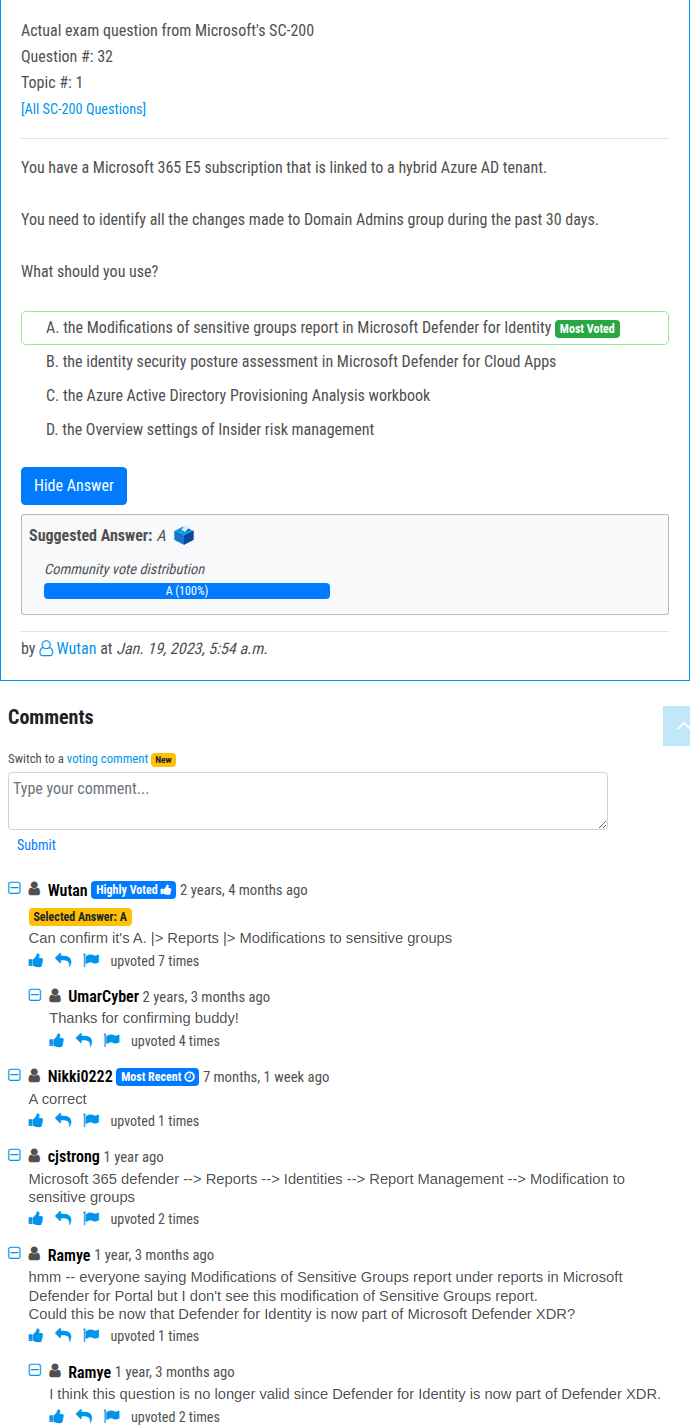 Actual exam question from Microsoft's SC-200
Question #: 32
Topic #: 1
[All SC-200 Questions]
You have a Microsoft 365 E5 subscription that is linked to a hybrid Azure AD tenant.
You need to identify all the changes made to Domain Admins group during the past 30 days.
What should you use?
A. the Modifications of sensitive groups report in Microsoft Defender for Identity Most Voted
B. the identity security posture assessment in Microsoft Defender for Cloud Apps
C. the Azure Active Directory Provisioning Analysis workbook
D. the Overview settings of Insider risk management
Hide Answer
Suggested Answer: A
Community vote distribution
A (100%)
by Wutan at Jan. 19, 2023, 5:54 a.m.
Comments
Switch to a voting comment New
Type your comment...
Submit
Wutan Highly Voted 2 years, 4 months ago
Selected Answer: A
Can confirm it's A. |> Reports |> Modifications to sensitive groups
upvoted 7 times
UmarCyber 2 years, 3 months ago
Thanks for confirming buddy!
upvoted 4 times
Nikki0222 Most Recent 7 months, 1 week ago
A correct
upvoted 1 times
cjstrong 1 year ago
Microsoft 365 defender --> Reports --> Identities --> Report Management --> Modification to
sensitive groups
upvoted 2 times
Ramye 1 year, 3 months ago
hmm -- everyone saying Modifications of Sensitive Groups report under reports in Microsoft
Defender for Portal but I don't see this modification of Sensitive Groups report.
Could this be now that Defender for Identity is now part of Microsoft Defender XDR?
upvoted 1 times
Ramye 1 year, 3 months ago
I think this question is no longer valid since Defender for Identity is now part of Defender XDR.
upvoted 2 times